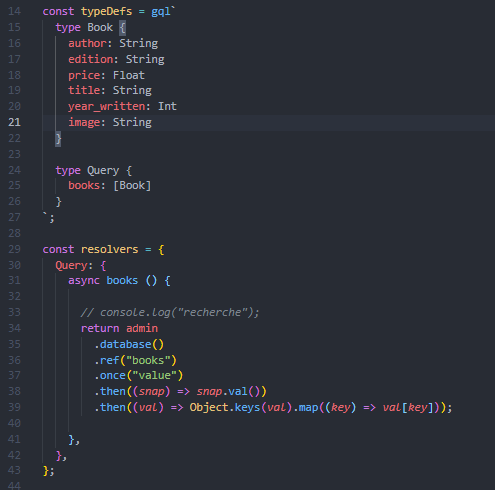 14 const typeDefs = gql`
15   type Book {
16     author: String
17     edition: String
18     price: Float
19     title: String
20     year_written: Int
21     image: String
22   }
23
24   type Query {
25     books: [Book]
26   }
27 `;
28
29 const resolvers = {
30   Query: {
31     async books () {
32
33       // console.log("recherche");
34       return admin
35         .database()
36         .ref("books")
37         .once("value")
38         .then((snap) => snap.val())
39         .then((val) => Object.keys(val).map((key) => val[key]));
40
41     },
42   },
43 };
44